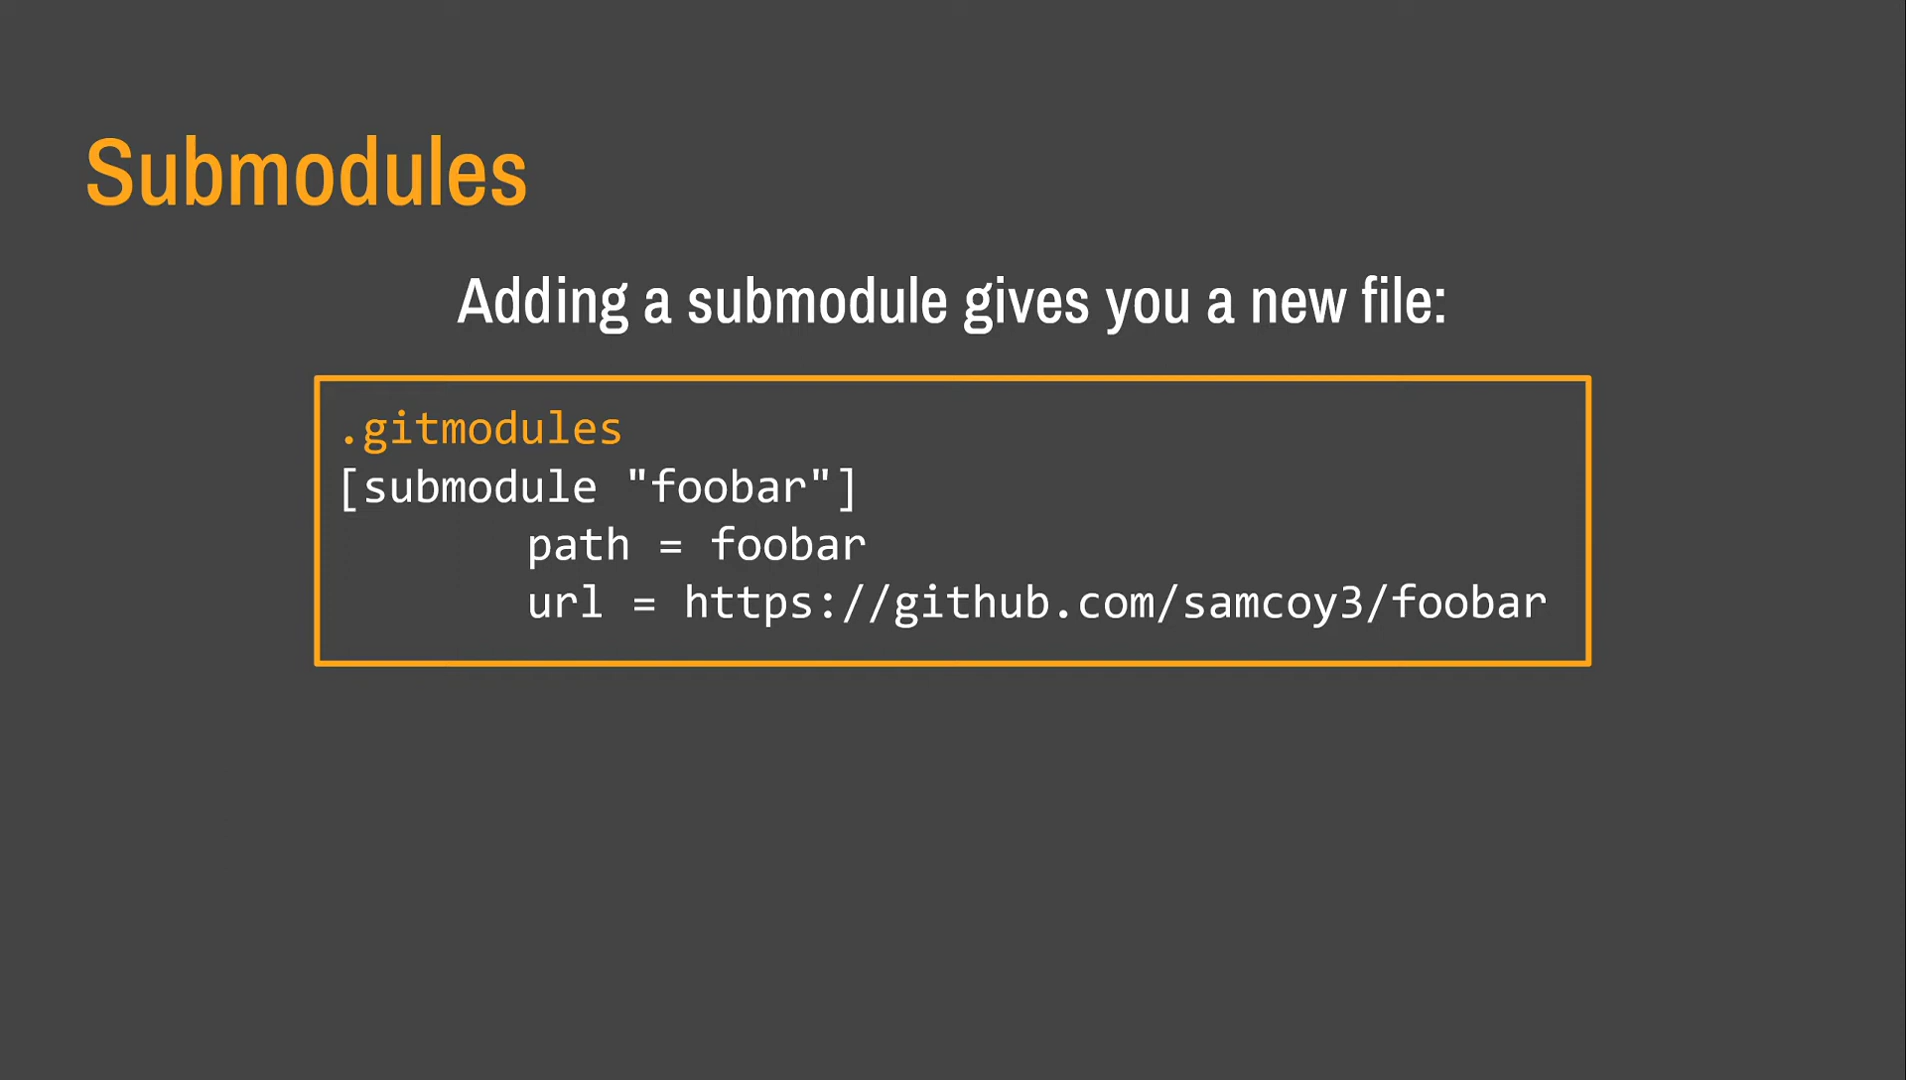 Submodules
Adding a submodule gives you a new file:
.gitmodules
[submodule "foobar"]
path = foobar
url = https://github.com/samcoy3/foobar